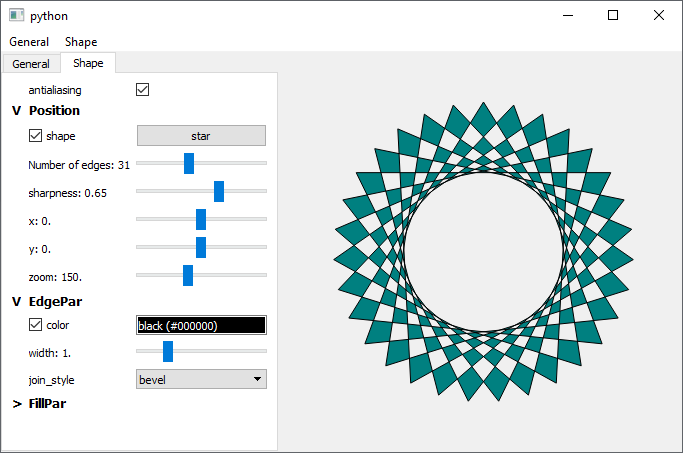 python
General Shape
General Shape
antialiasing
V Position
shape star
Number of edges: 31
sharpness: 0.65
x: 0.
y: 0.
zoom: 150.
V EdgePar
color black (#000000)
width: 1.
join_style bevel
> FillPar